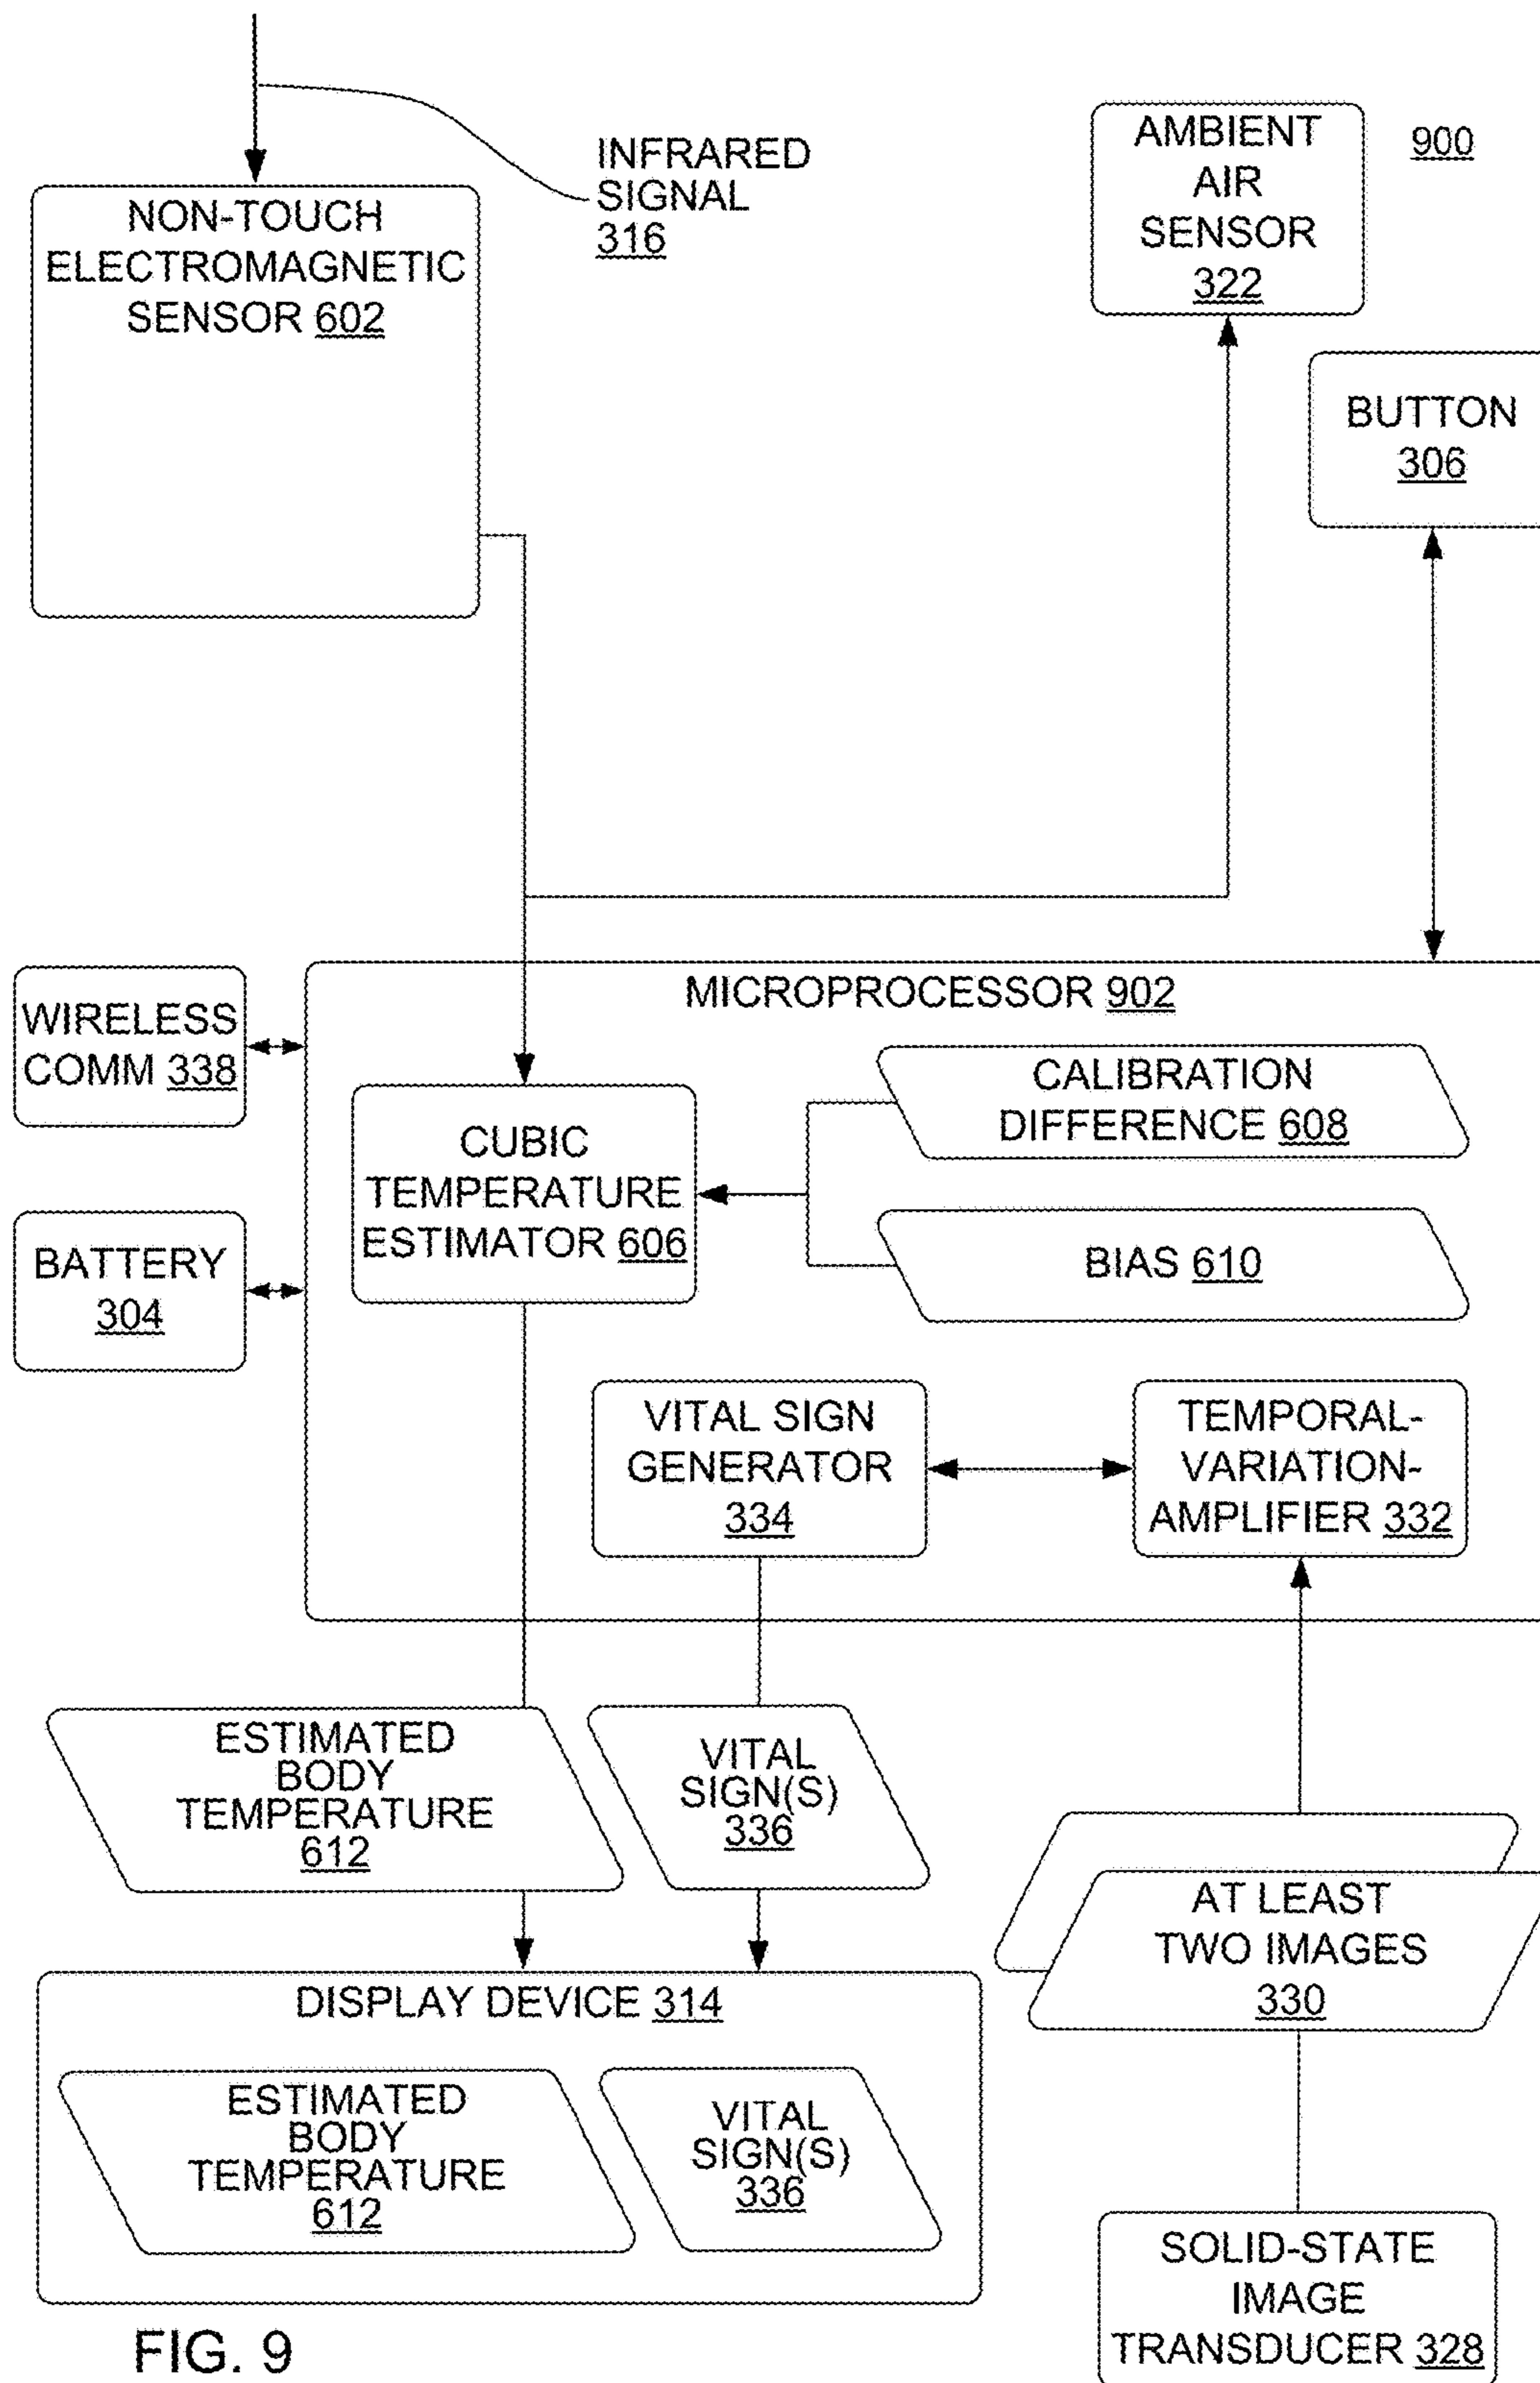 INFRARED
SIGNAL
316
AMBIENT
AIR
SENSOR
322
900
NON-TOUCH
ELECTROMAGNETIC
SENSOR 602
BUTTON
306
WIRELESS
COMM 338
BATTERY
304
MICROPROCESSOR 902
CUBIC
TEMPERATURE
ESTIMATOR 606
CALIBRATION
DIFFERENCE 608
BIAS 610
VITAL SIGN
GENERATOR
334
TEMPORAL-
VARIATION-
AMPLIFIER 332
ESTIMATED
BODY
TEMPERATURE
612
VITAL
SIGN(S)
336
AT LEAST
TWO IMAGES
330
DISPLAY DEVICE 314
ESTIMATED
BODY
TEMPERATURE
612
VITAL
SIGN(S)
336
SOLID-STATE
IMAGE
TRANSDUCER 328
FIG. 9